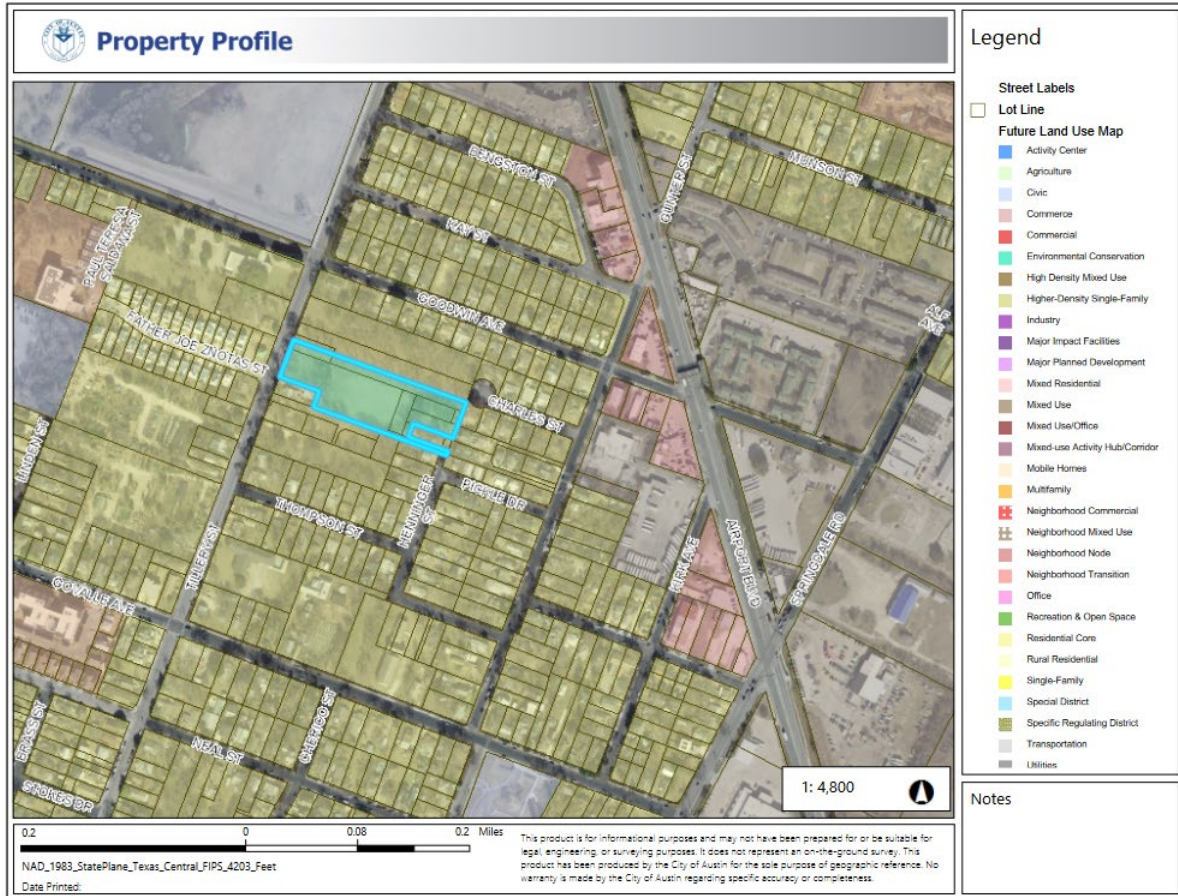 Property Profile
BENGSTON ST
GUNTER ST
MUNSON ST
PAUL TERESA
SALDANA ST
KAY ST
GOODWIN AVE
ALF
AVE
FATHER JOE ZNOTAS ST
CHARLES ST
LINDEN ST
PICKLE DR
HENNINGER
ST
THOMPSON ST
TILLERY ST
KIRK AVE
AIRPORT BLVD
SPRINGDALE RD
GOVALLE AVE
BRASS ST
CHERICO ST
NEAL ST
STOKES DR
1: 4,800
0.2 0 0.08 0.2 Miles
NAD_1983_StatePlane_Texas_Central_FIPS_4203_Feet
Date Printed:
This product is for informational purposes and may not have been prepared for or be suitable for
legal, engineering, or surveying purposes. It does not represent an on-the-ground survey. This
product has been produced by the City of Austin for the sole purpose of geographic reference. No
warranty is made by the City of Austin regarding specific accuracy or completeness.
Legend
Street Labels
Lot Line
Future Land Use Map
Activity Center
Agriculture
Civic
Commerce
Commercial
Environmental Conservation
High Density Mixed Use
Higher-Density Single-Family
Industry
Major Impact Facilities
Major Planned Development
Mixed Residential
Mixed Use
Mixed Use/Office
Mixed-use Activity Hub/Corridor
Mobile Homes
Multifamily
Neighborhood Commercial
Neighborhood Mixed Use
Neighborhood Node
Neighborhood Transition
Office
Recreation & Open Space
Residential Core
Rural Residential
Single-Family
Special District
Specific Regulating District
Transportation
Utilities
Notes